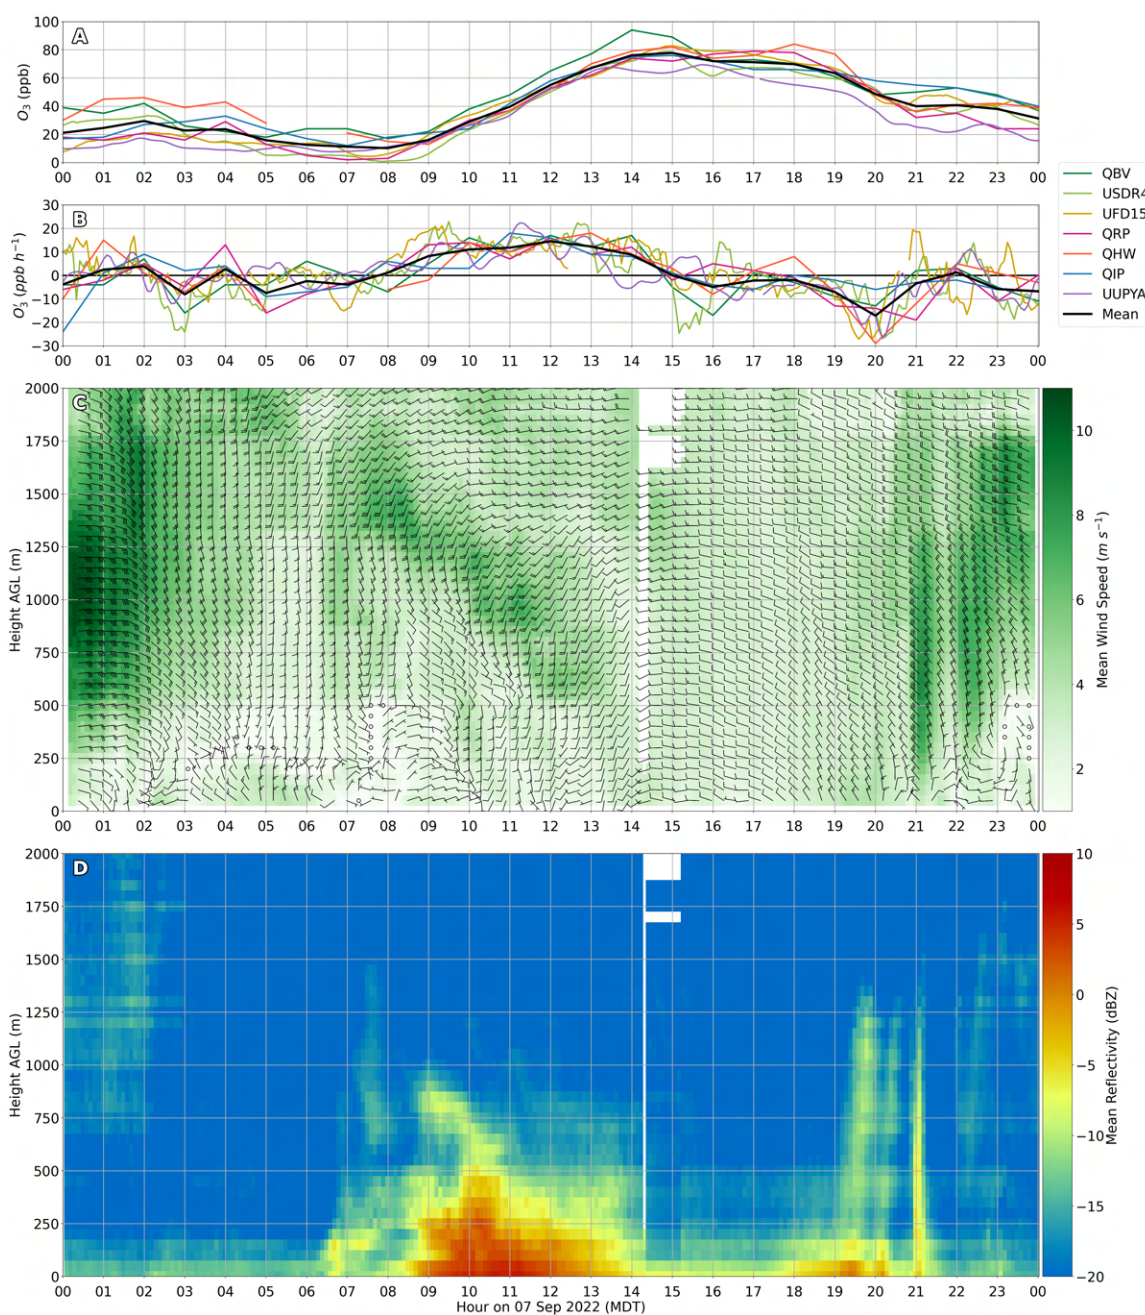 A
O₃ (ppb)
100
80
60
40
20
0
00 01 02 03 04 05 06 07 08 09 10 11 12 13 14 15 16 17 18 19 20 21 22 23 00
B
O₃′ (ppb h⁻¹)
30
20
10
0
−10
−20
−30
00 01 02 03 04 05 06 07 08 09 10 11 12 13 14 15 16 17 18 19 20 21 22 23 00
QBV
USDR4
UFD15
QRP
QHW
QIP
UUPYA
Mean
C
Height AGL (m)
2000
1750
1500
1250
1000
750
500
250
0
00 01 02 03 04 05 06 07 08 09 10 11 12 13 14 15 16 17 18 19 20 21 22 23 00
10
8
6
4
2
Mean Wind Speed (m s⁻¹)
D
Height AGL (m)
2000
1750
1500
1250
1000
750
500
250
0
00 01 02 03 04 05 06 07 08 09 10 11 12 13 14 15 16 17 18 19 20 21 22 23 00
Hour on 07 Sep 2022 (MDT)
10
5
0
−5
−10
−15
−20
Mean Reflectivity (dBZ)